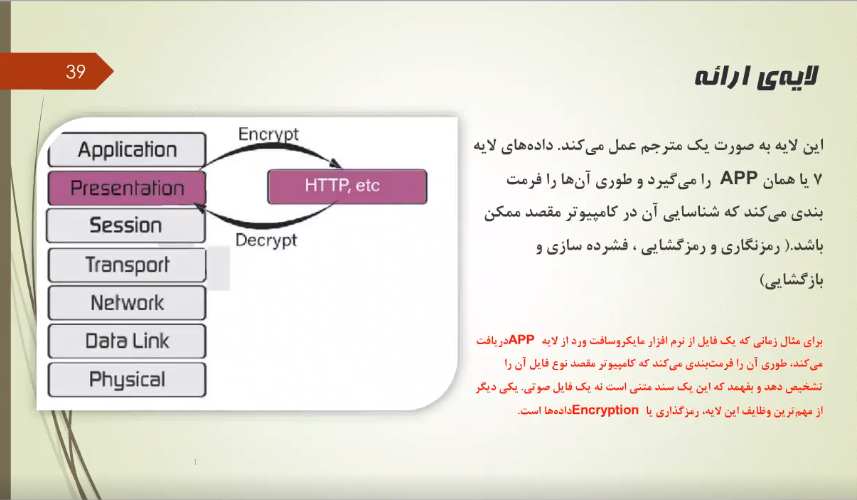 39
لایه‌ی ارائه
این لایه به صورت یک مترجم عمل می‌کند. داده‌های لایه
۷ یا همان APP را می‌گیرد و طوری آن‌ها را فرمت
بندی می‌کند که شناسایی آن در کامپیوتر مقصد ممکن
باشد.( رمزنگاری و رمزگشایی ، فشرده سازی و
بازگشایی)
برای مثال زمانی که یک فایل از نرم افزار مایکروسافت ورد از لایه APPدریافت
می‌کند، طوری آن را فرمت‌بندی می‌کند که کامپیوتر مقصد نوع فایل آن را
تشخیص دهد و بفهمد که این یک سند متنی است نه یک فایل صوتی. یکی دیگر
از مهم‌ترین وظایف این لایه، رمزگذاری یا Encryptionداده‌ها است.
Encrypt
Application
Presentation
HTTP, etc
Session
Decrypt
Transport
Network
Data Link
Physical